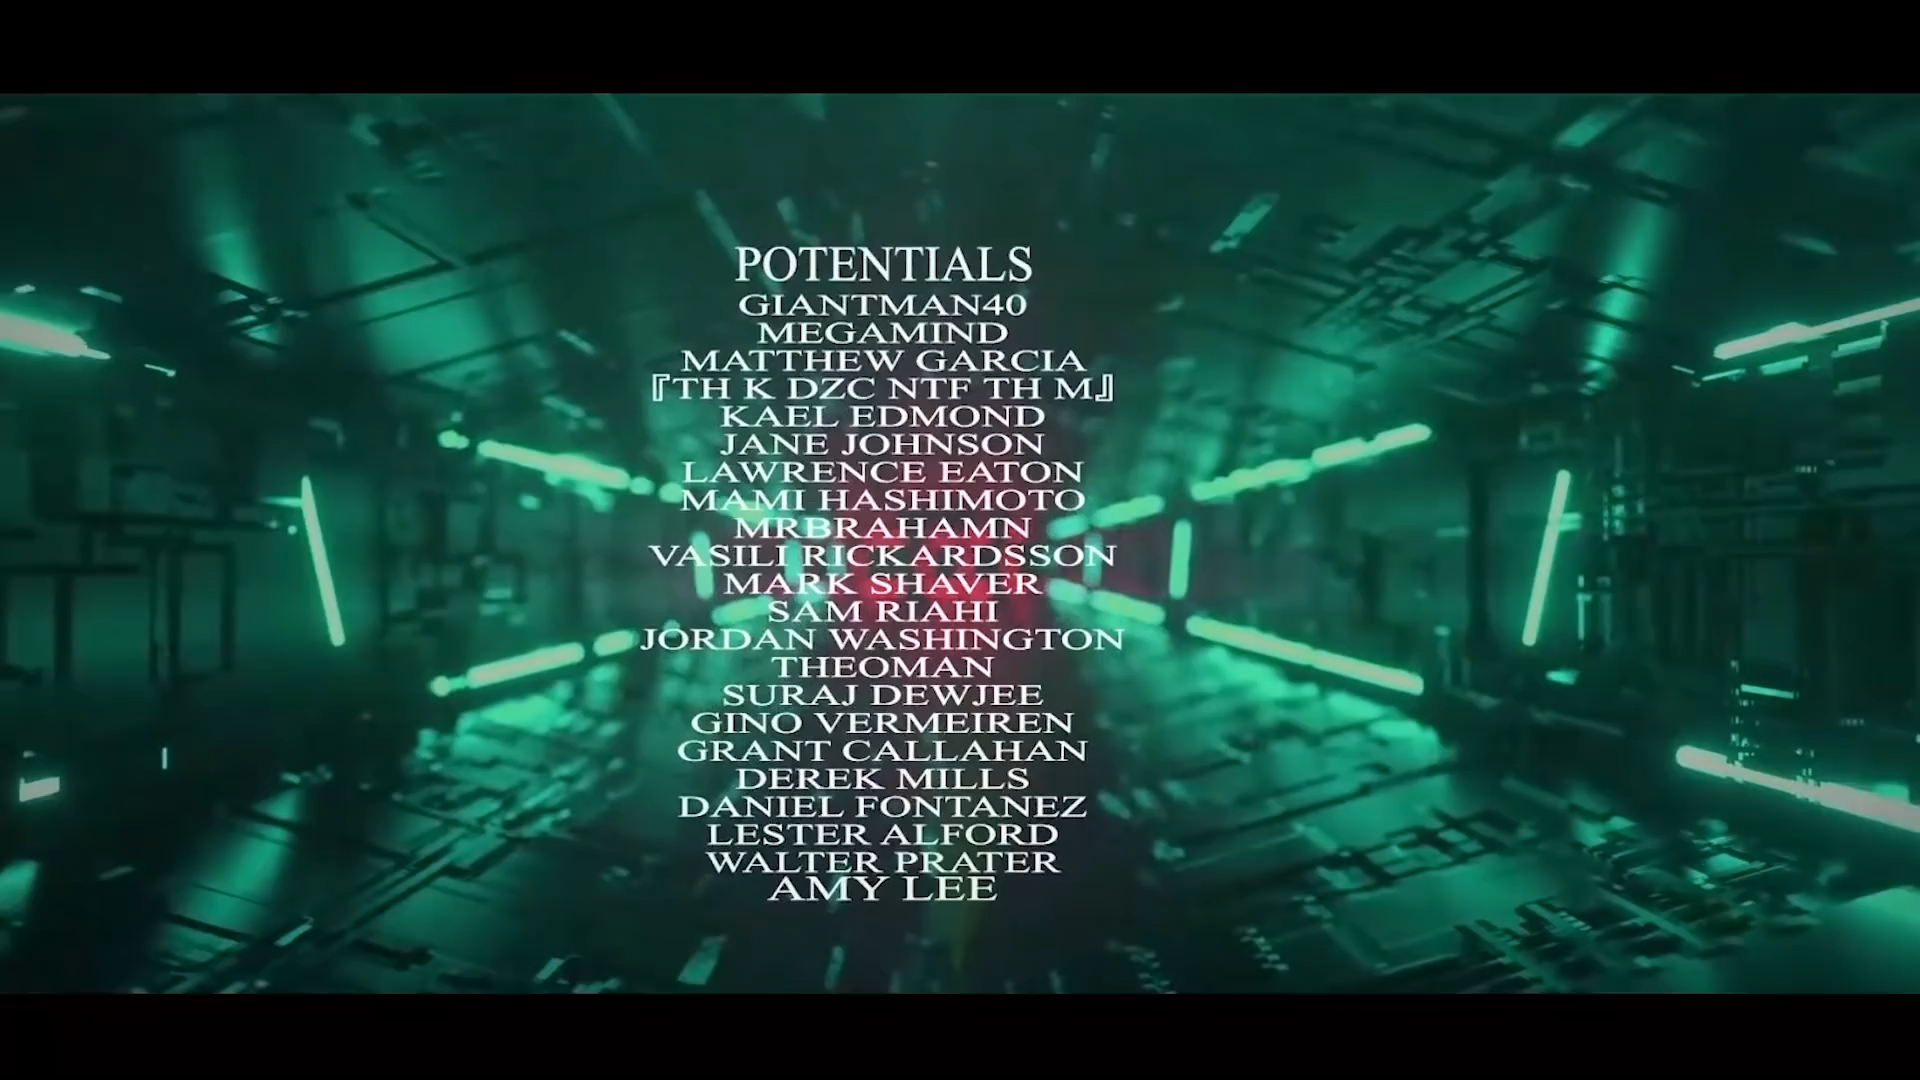 POTENTIALS
GIANTMAN40
MEGAMIND
MATTHEW GARCIA
『TH K DZC NTF TH M』
KAEL EDMOND
JANE JOHNSON
LAWRENCE EATON
MAMI HASHIMOTO
MRBRAHAMN
VASILI RICKARDSSON
MARK SHAVER
SAM RIAHI
JORDAN WASHINGTON
THEOMAN
SURAJ DEWJEE
GINO VERMEIREN
GRANT CALLAHAN
DEREK MILLS
DANIEL FONTANEZ
LESTER ALFORD
WALTER PRATER
AMY LEE